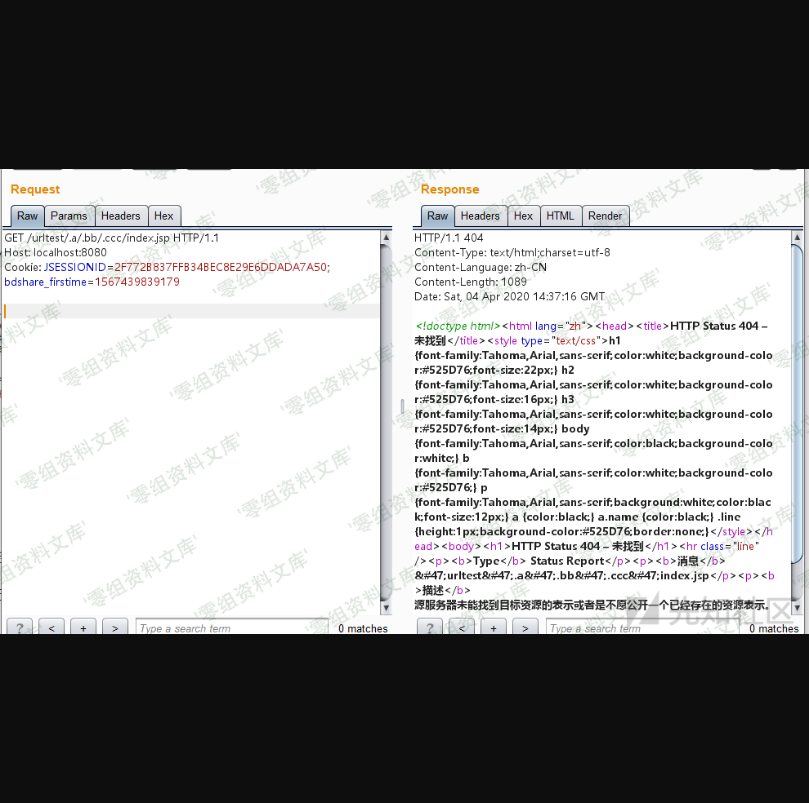 Request
Raw Params Headers Hex
GET /urltest/.a/.bb/.ccc/index.jsp HTTP/1.1
Host: localhost:8080
Cookie: JSESSIONID=2F772B837FFB34BEC8E29E6DDADA7A50;
bdshare_firstime=1567439839179
? < + > Type a search term 0 matches
Response
Raw Headers Hex HTML Render
HTTP/1.1 404
Content-Type: text/html;charset=utf-8
Content-Language: zh-CN
Content-Length: 1089
Date: Sat, 04 Apr 2020 14:37:16 GMT
<!doctype html><html lang="zh"><head><title>HTTP Status 404 –
未找到</title><style type="text/css">h1
{font-family:Tahoma,Arial,sans-serif;color:white;background-colo
r:#525D76;font-size:22px;} h2
{font-family:Tahoma,Arial,sans-serif;color:white;background-colo
r:#525D76;font-size:16px;} h3
{font-family:Tahoma,Arial,sans-serif;color:white;background-colo
r:#525D76;font-size:14px;} body
{font-family:Tahoma,Arial,sans-serif;color:black;background-colo
r:white;} b
{font-family:Tahoma,Arial,sans-serif;color:white;background-colo
r:#525D76;} p
{font-family:Tahoma,Arial,sans-serif;background:white;color:blac
k;font-size:12px;} a {color:black;} a.name {color:black;} .line
{height:1px;background-color:#525D76;border:none;}</style></h
ead><body><h1>HTTP Status 404 – 未找到</h1><hr class="line"
/><p><b>Type</b> Status Report</p><p><b>消息</b>
&#47;urltest&#47;.a&#47;.bb&#47;.ccc&#47;index.jsp</p><p><b
>描述</b>
源服务器未能找到目标资源的表示或者是不愿公开一个已经存在的资源表示。
? < + > Type a search term 0 matches
'零组资料文库'
先知社区